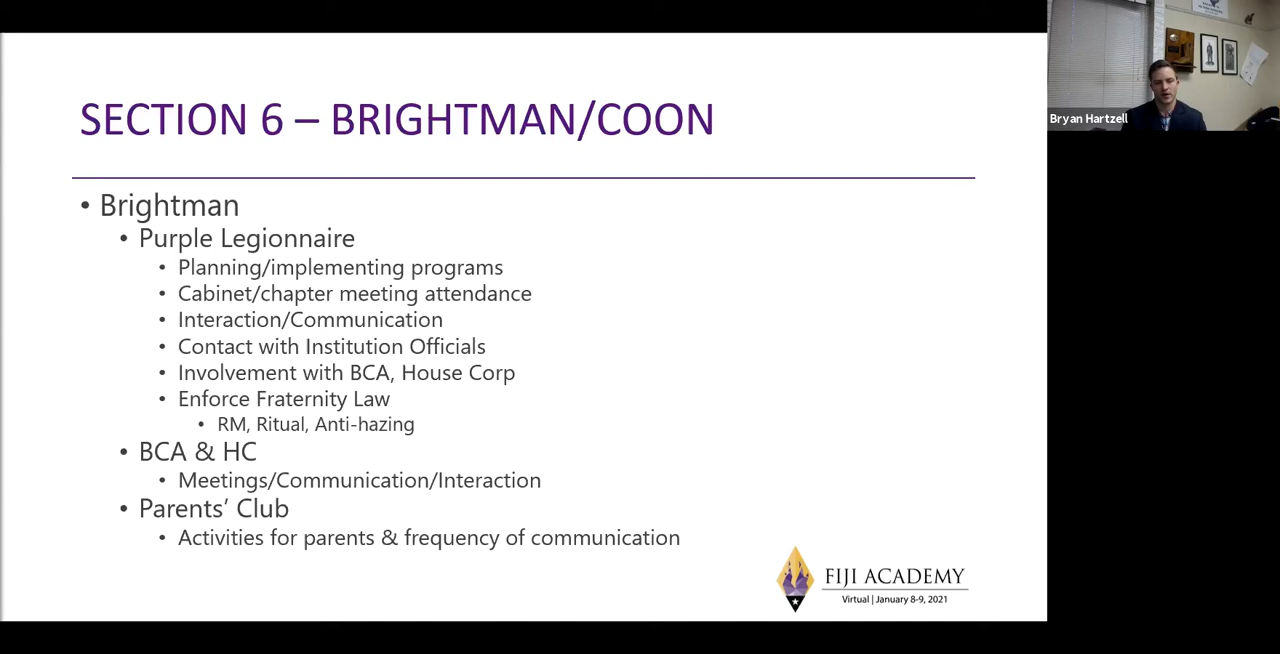 SECTION 6 – BRIGHTMAN/COON
• Brightman
• Purple Legionnaire
• Planning/implementing programs
• Cabinet/chapter meeting attendance
• Interaction/Communication
• Contact with Institution Officials
• Involvement with BCA, House Corp
• Enforce Fraternity Law
• RM, Ritual, Anti-hazing
• BCA & HC
• Meetings/Communication/Interaction
• Parents’ Club
• Activities for parents & frequency of communication
FIJI ACADEMY
Virtual | January 8-9, 2021
Bryan Hartzell